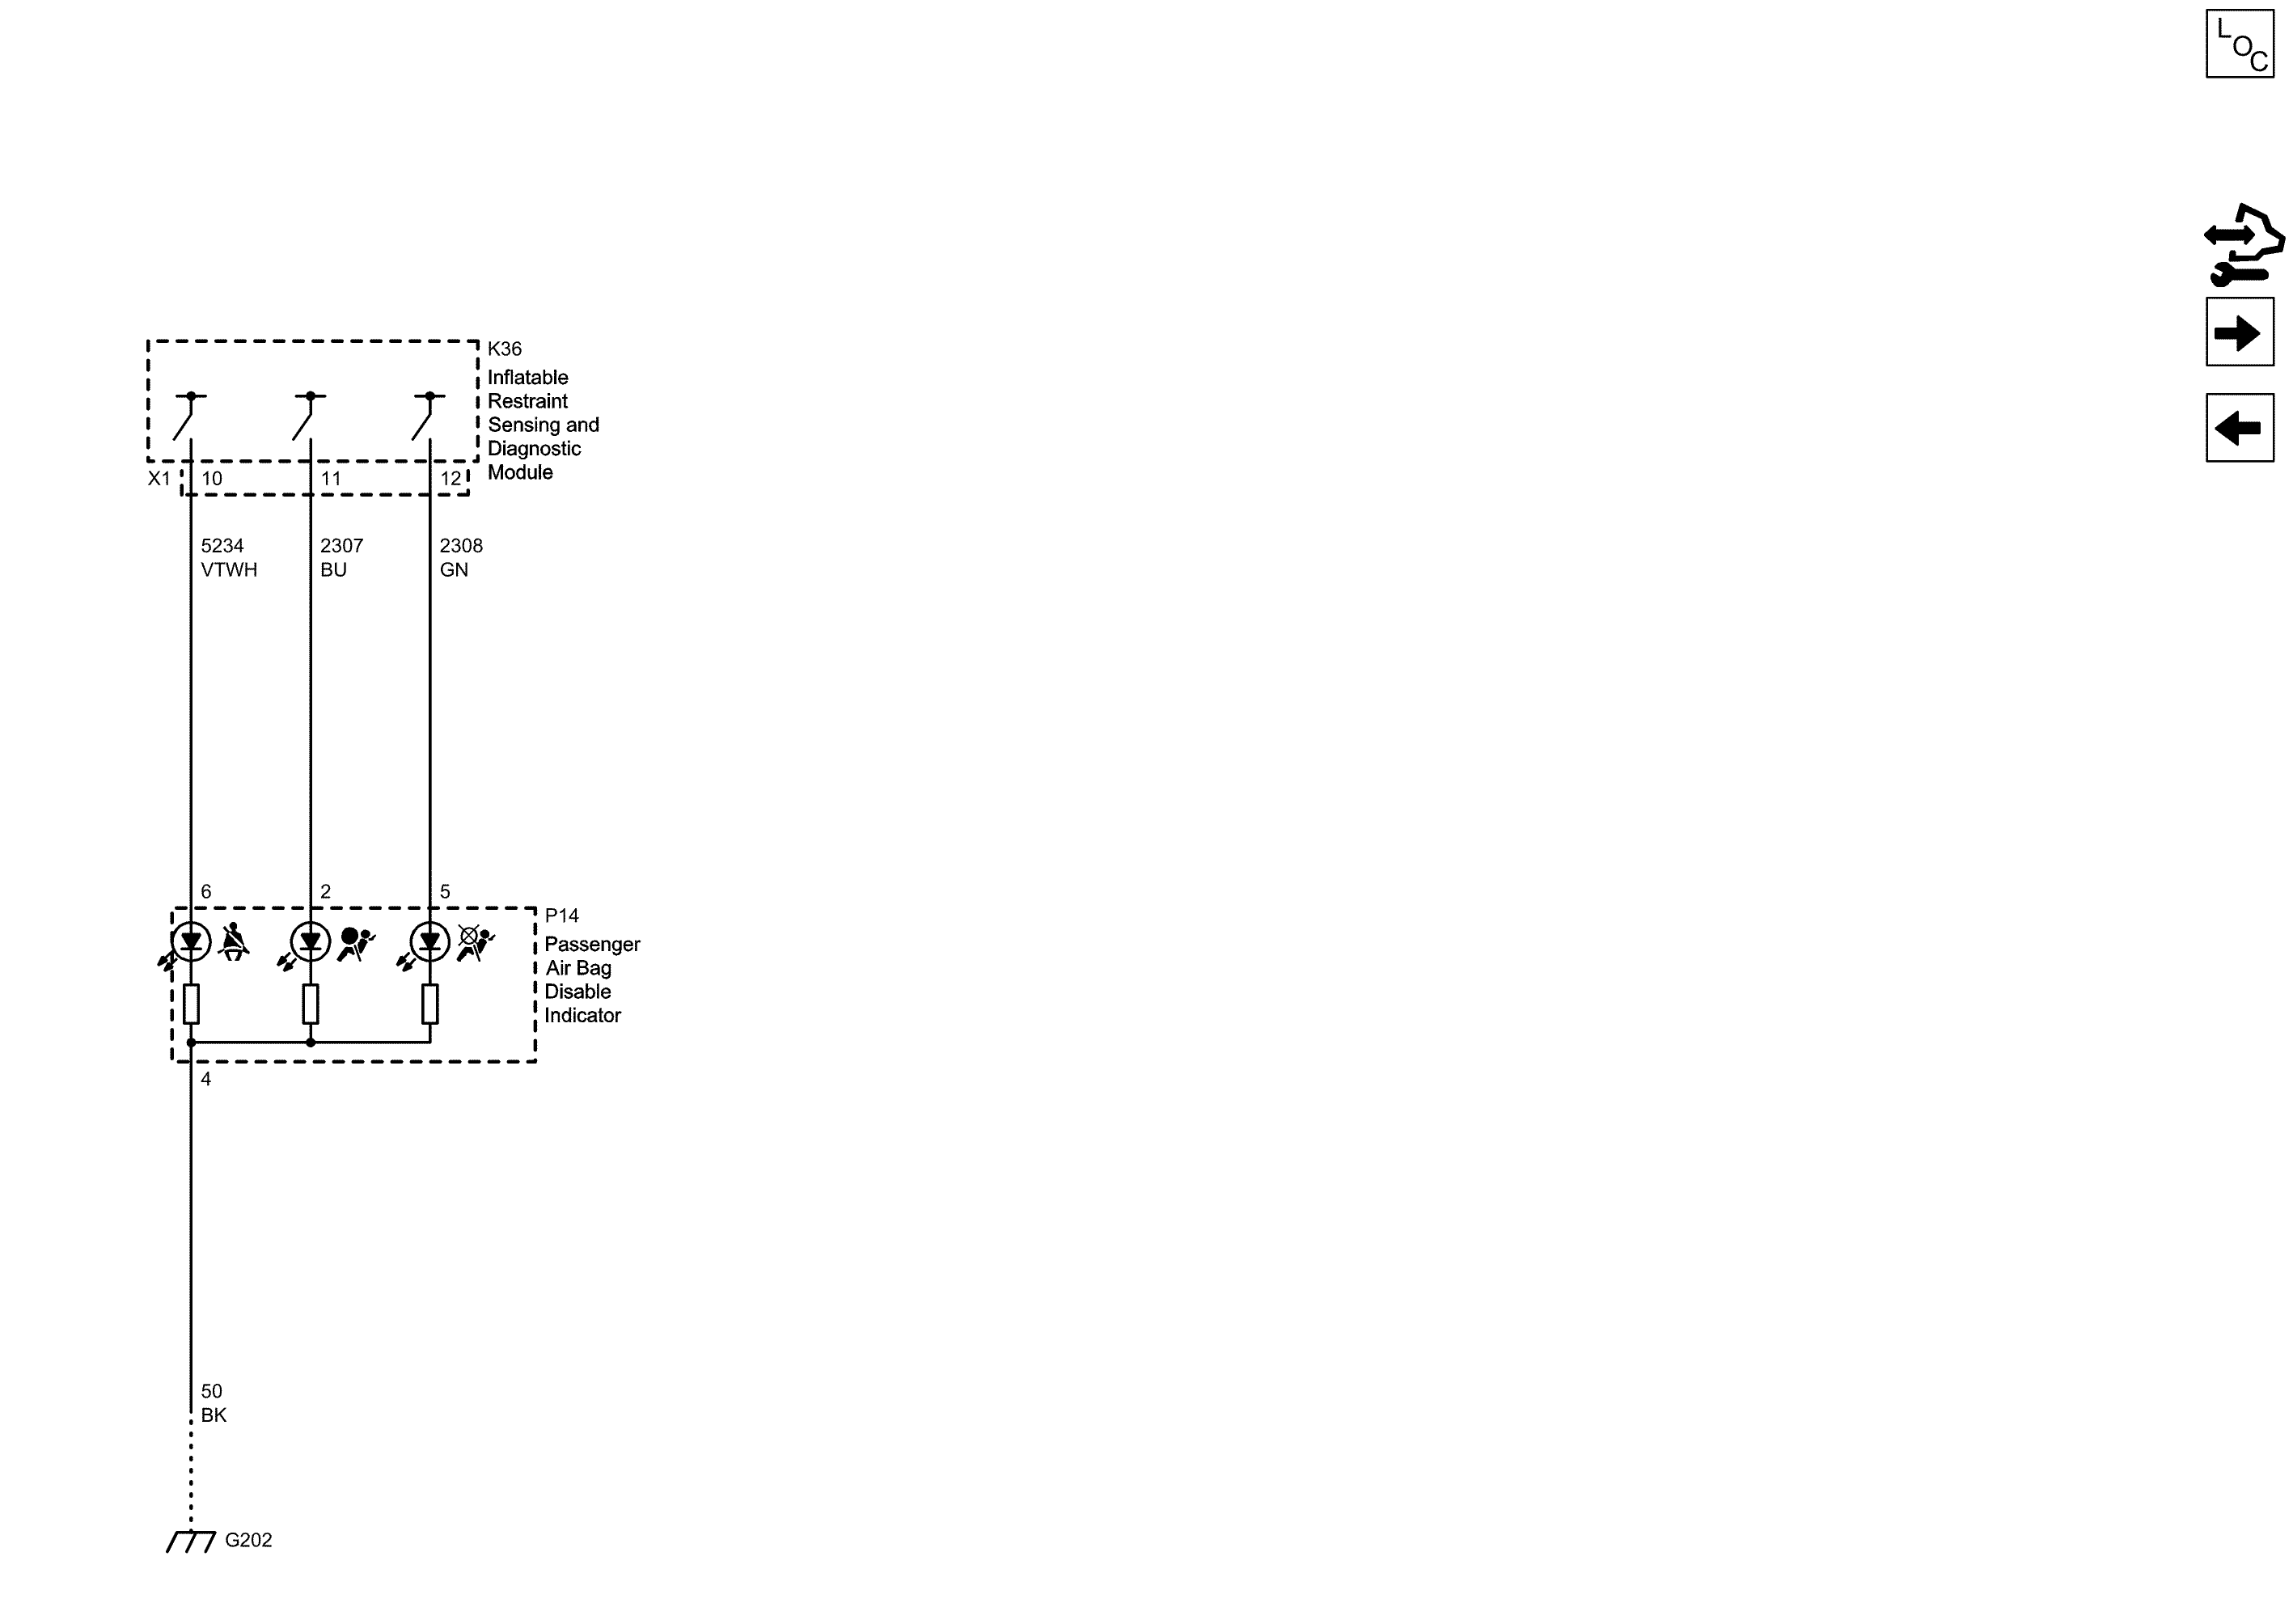 LOC
K36
Inflatable
Restraint
Sensing and
Diagnostic
Module
X1 10 11 12
5234 2307 2308
VTWH BU GN
6 2 5
P14
Passenger
Air Bag
Disable
Indicator
4
50
BK
G202